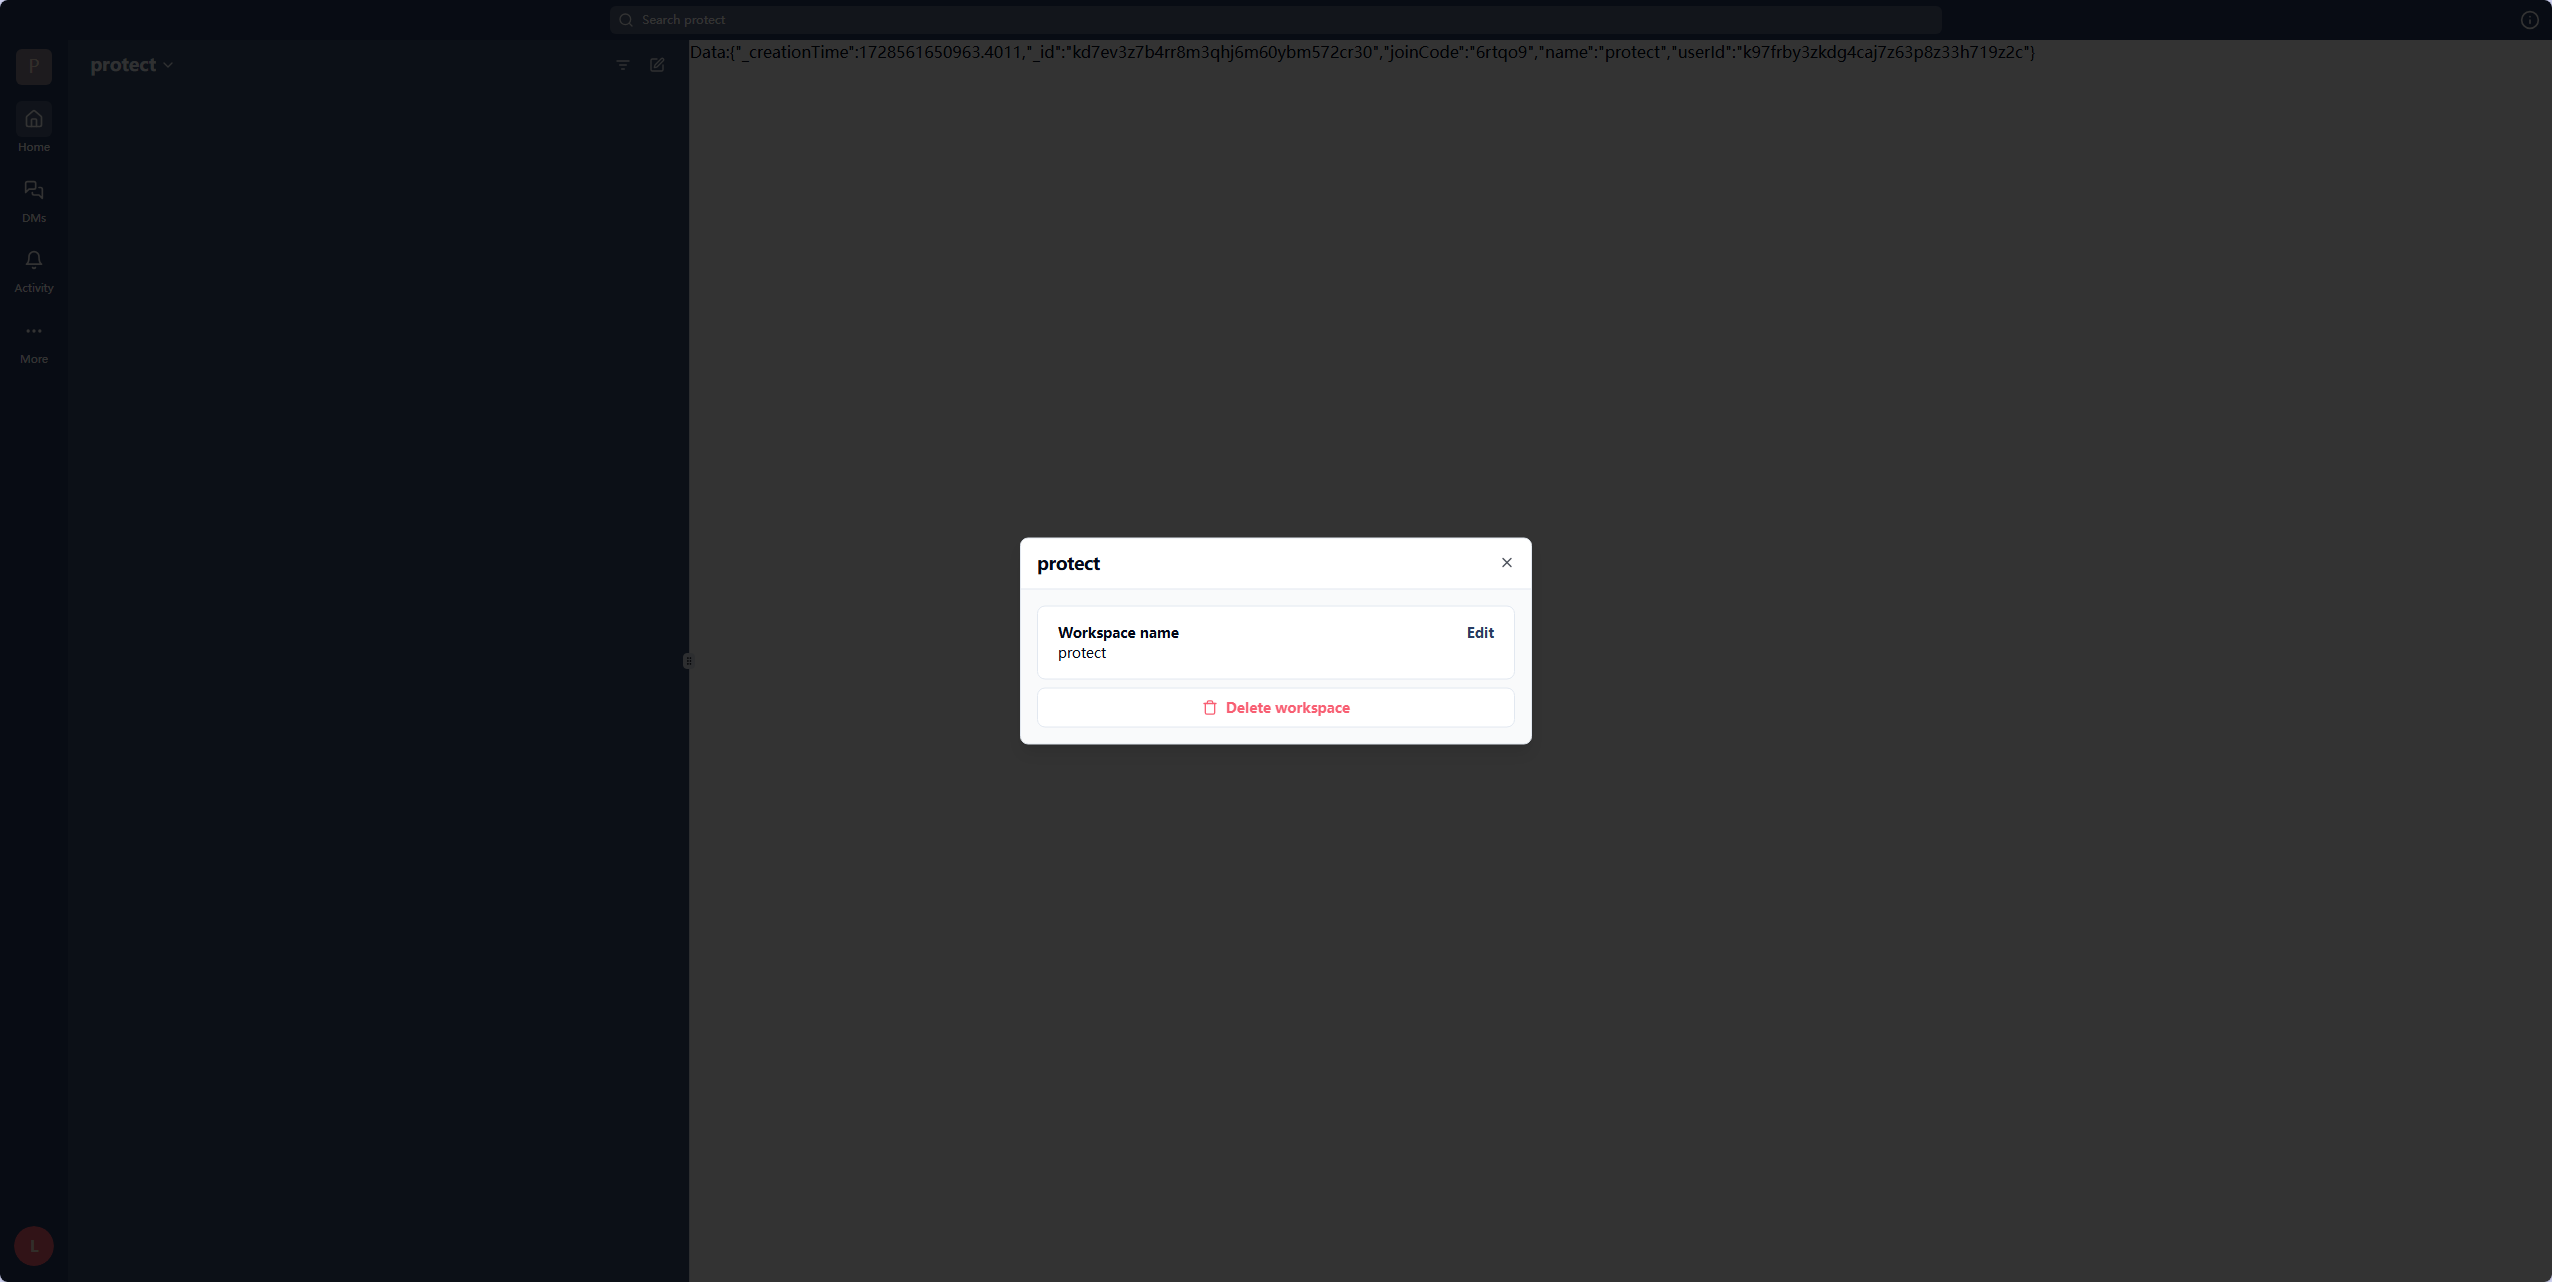 Search protect
P
protect
Data:{"_creationTime":1728561650963.4011,"_id":"kd7ev3z7b4rr8m3qhj6m60ybm572cr30","joinCode":"6rtqo9","name":"protect","userId":"k97frby3zkdg4caj7z63p8z33h719z2c"}
Home
DMs
Activity
More
protect
Workspace name
Edit
protect
Delete workspace
L